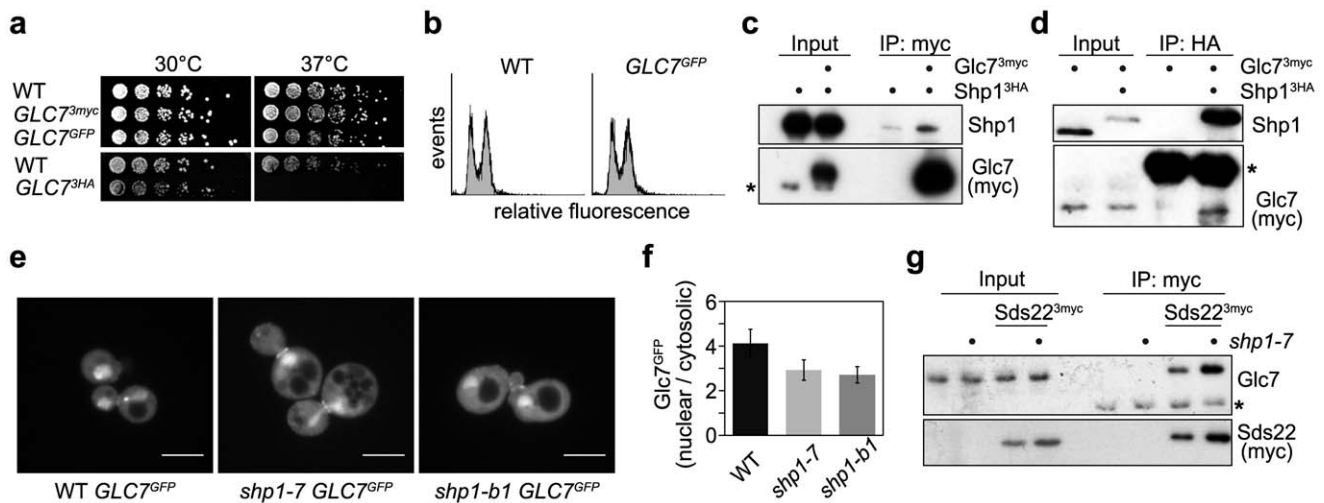 a
30°C 37°C
WT
GLC7^3myc
GLC7^GFP
WT
GLC7^3HA
b
WT GLC7^GFP
events
relative fluorescence
c
Input IP: myc
Glc7^3myc
Shp1^3HA
Shp1
Glc7
(myc)
*
d
Input IP: HA
Glc7^3myc
Shp1^3HA
Shp1
*
Glc7
(myc)
e
WT GLC7^GFP shp1-7 GLC7^GFP shp1-b1 GLC7^GFP
f
Glc7^GFP
(nuclear / cytosolic)
6
4
2
0
WT shp1-7 shp1-b1
g
Input IP: myc
Sds22^3myc Sds22^3myc
shp1-7
Glc7
*
Sds22
(myc)